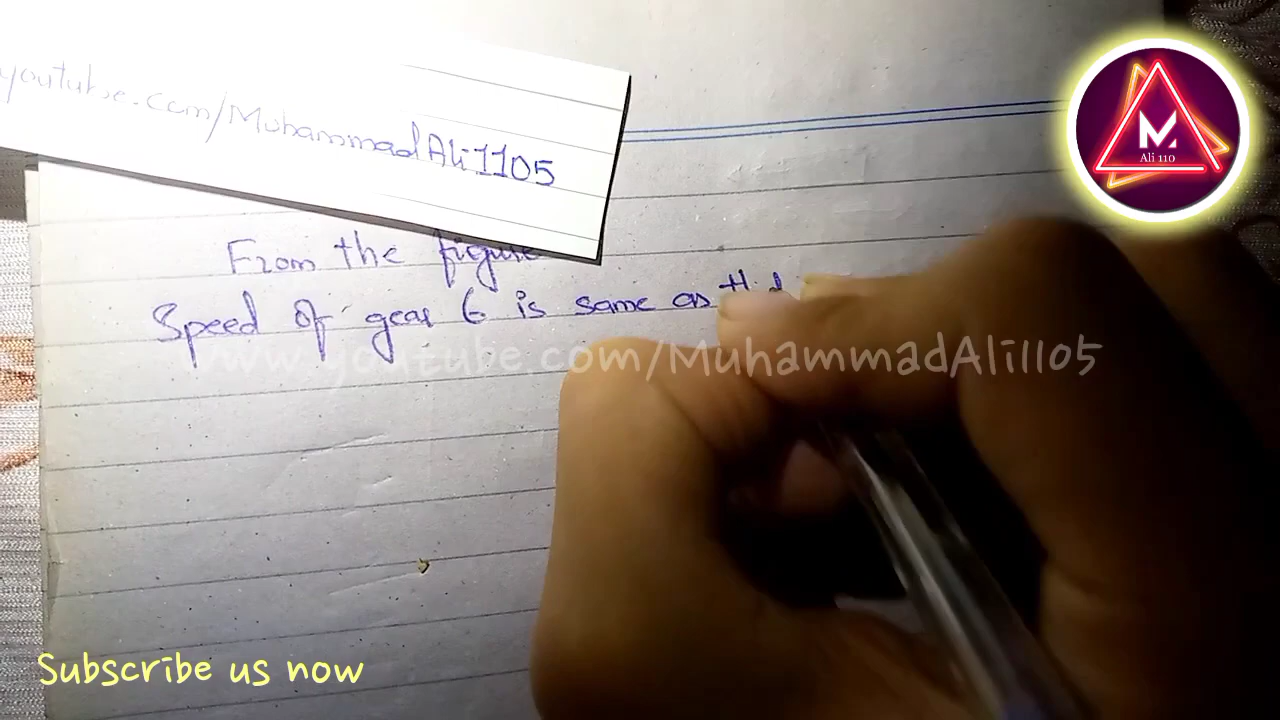 youtube.com/MuhammadAli1105
M
Ali 110
From the figure
Speed of gear 6 is same as
www.youtube.com/MuhammadAli1105
Subscribe us now